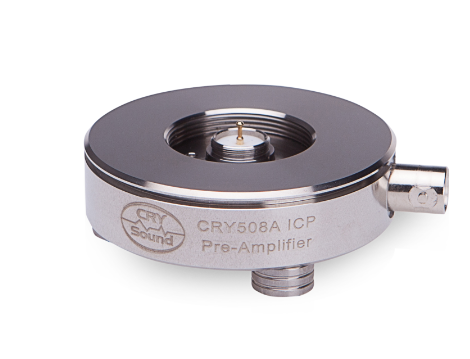 CRY
Sound
CRY508A ICP
Pre-Amplifier